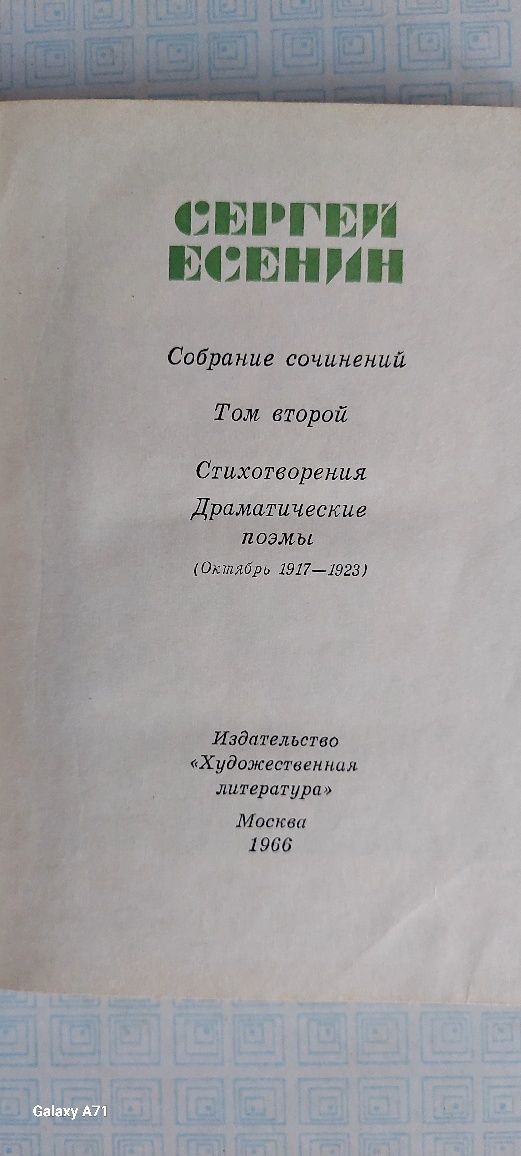 СЕРГЕЙ
ЕСЕНИН
Собрание сочинений
Том второй
Стихотворения
Драматические
поэмы
(Октябрь 1917—1923)
Издательство
«Художественная
литература»
Москва
1966
Galaxy A71